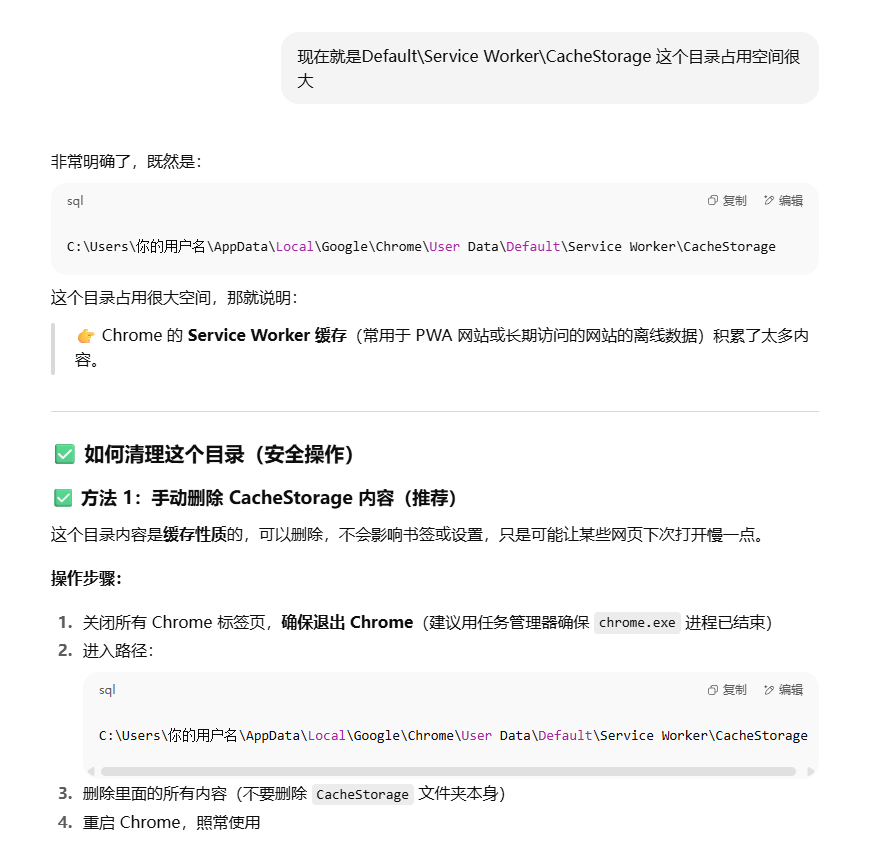 现在就是Default\Service Worker\CacheStorage 这个目录占用空间很
大
非常明确了，既然是：
sql
复制
编辑
C:\Users\你的用户名\AppData\Local\Google\Chrome\User Data\Default\Service Worker\CacheStorage
这个目录占用很大空间，那就说明：
👉 Chrome 的 Service Worker 缓存（常用于 PWA 网站或长期访问的网站的离线数据）积累了太多内
容。
✅ 如何清理这个目录（安全操作）
✅ 方法 1：手动删除 CacheStorage 内容（推荐）
这个目录内容是缓存性质的，可以删除，不会影响书签或设置，只是可能让某些网页下次打开慢一点。
操作步骤：
1. 关闭所有 Chrome 标签页，确保退出 Chrome（建议用任务管理器确保 chrome.exe 进程已结束）
2. 进入路径：
sql
复制
编辑
C:\Users\你的用户名\AppData\Local\Google\Chrome\User Data\Default\Service Worker\CacheStorage
3. 删除里面的所有内容（不要删除 CacheStorage 文件夹本身）
4. 重启 Chrome，照常使用